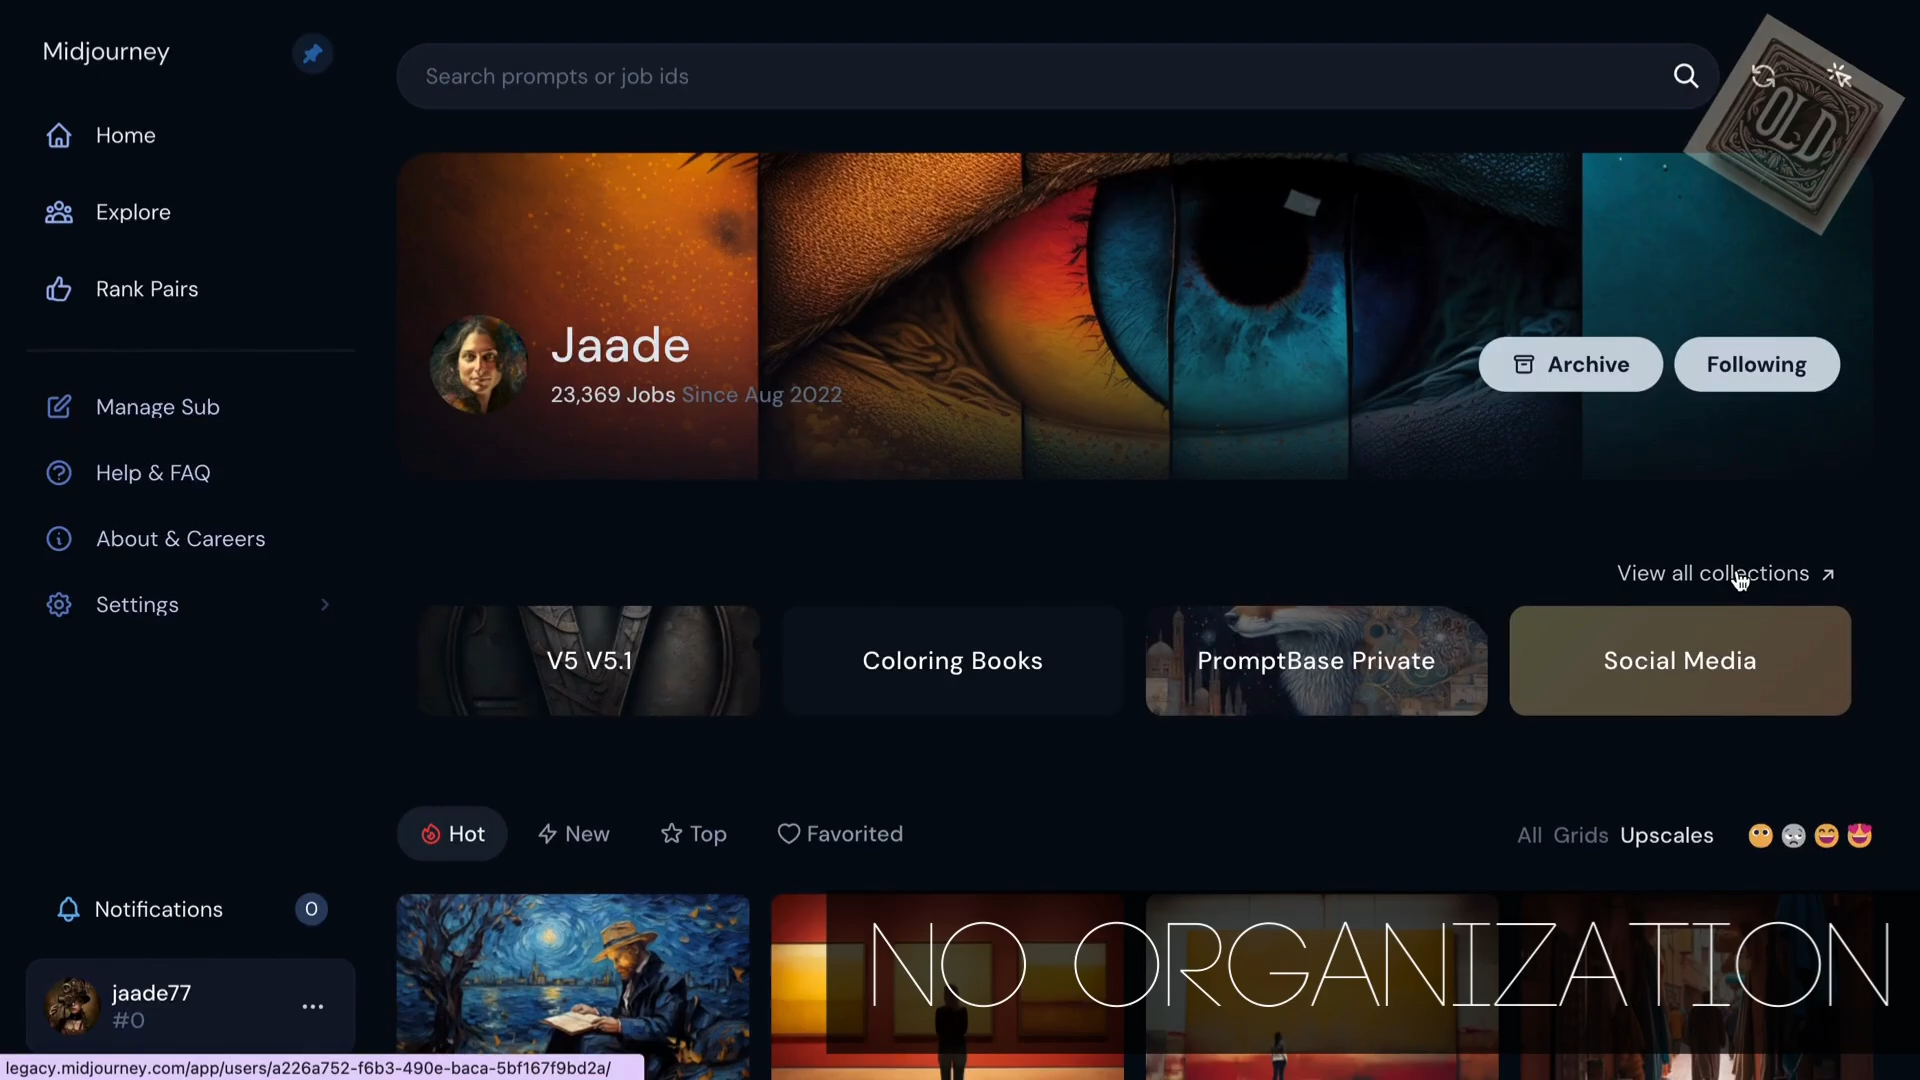 Midjourney
Search prompts or job ids
OLD
Home
Explore
Rank Pairs
Jaade
23,369 Jobs Since Aug 2022
Archive
Following
Manage Sub
Help & FAQ
About & Careers
Settings
View all collections
V5 V5.1
Coloring Books
PromptBase Private
Social Media
Hot
New
Top
Favorited
All Grids Upscales
Notifications
0
NO ORGANIZATION
jaade77
#0
legacy.midjourney.com/app/users/a226a752-f6b3-490e-baca-5bf167f9bd2a/